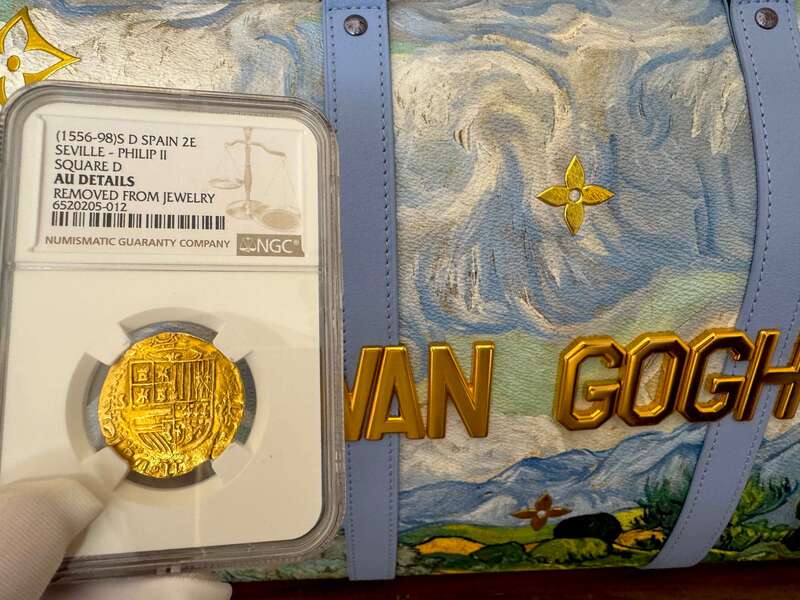 (1556-98)S D SPAIN 2E
SEVILLE - PHILIP II
SQUARE D
AU DETAILS
REMOVED FROM JEWELRY
6520205-012
NUMISMATIC GUARANTY COMPANY NGC®
VAN GOGH